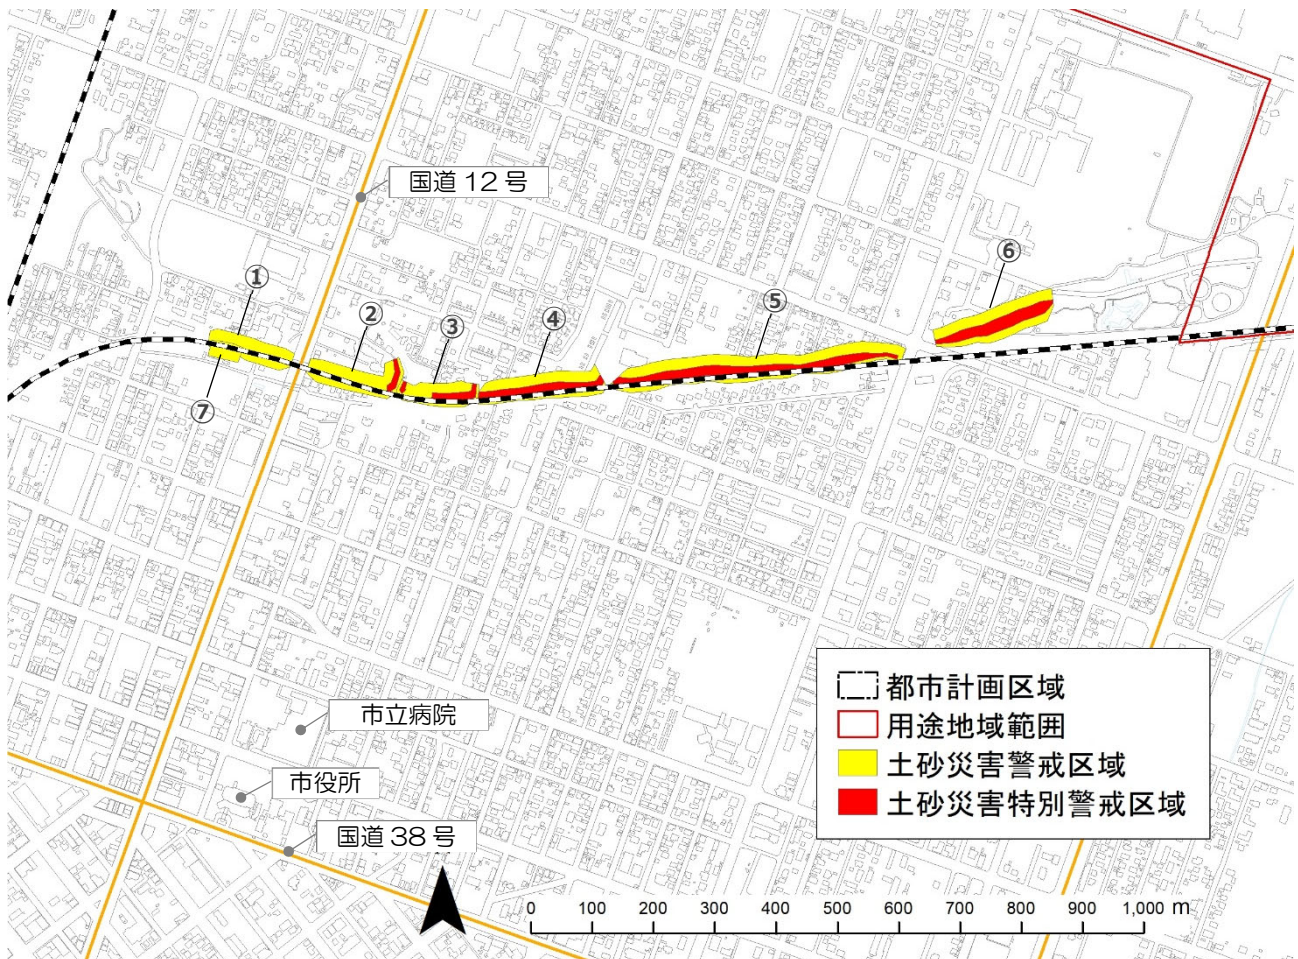 国道 12 号
①
②
③
④
⑤
⑥
⑦
市立病院
市役所
国道 38 号
都市計画区域
用途地域範囲
土砂災害警戒区域
土砂災害特別警戒区域
0 100 200 300 400 500 600 700 800 900 1,000 m